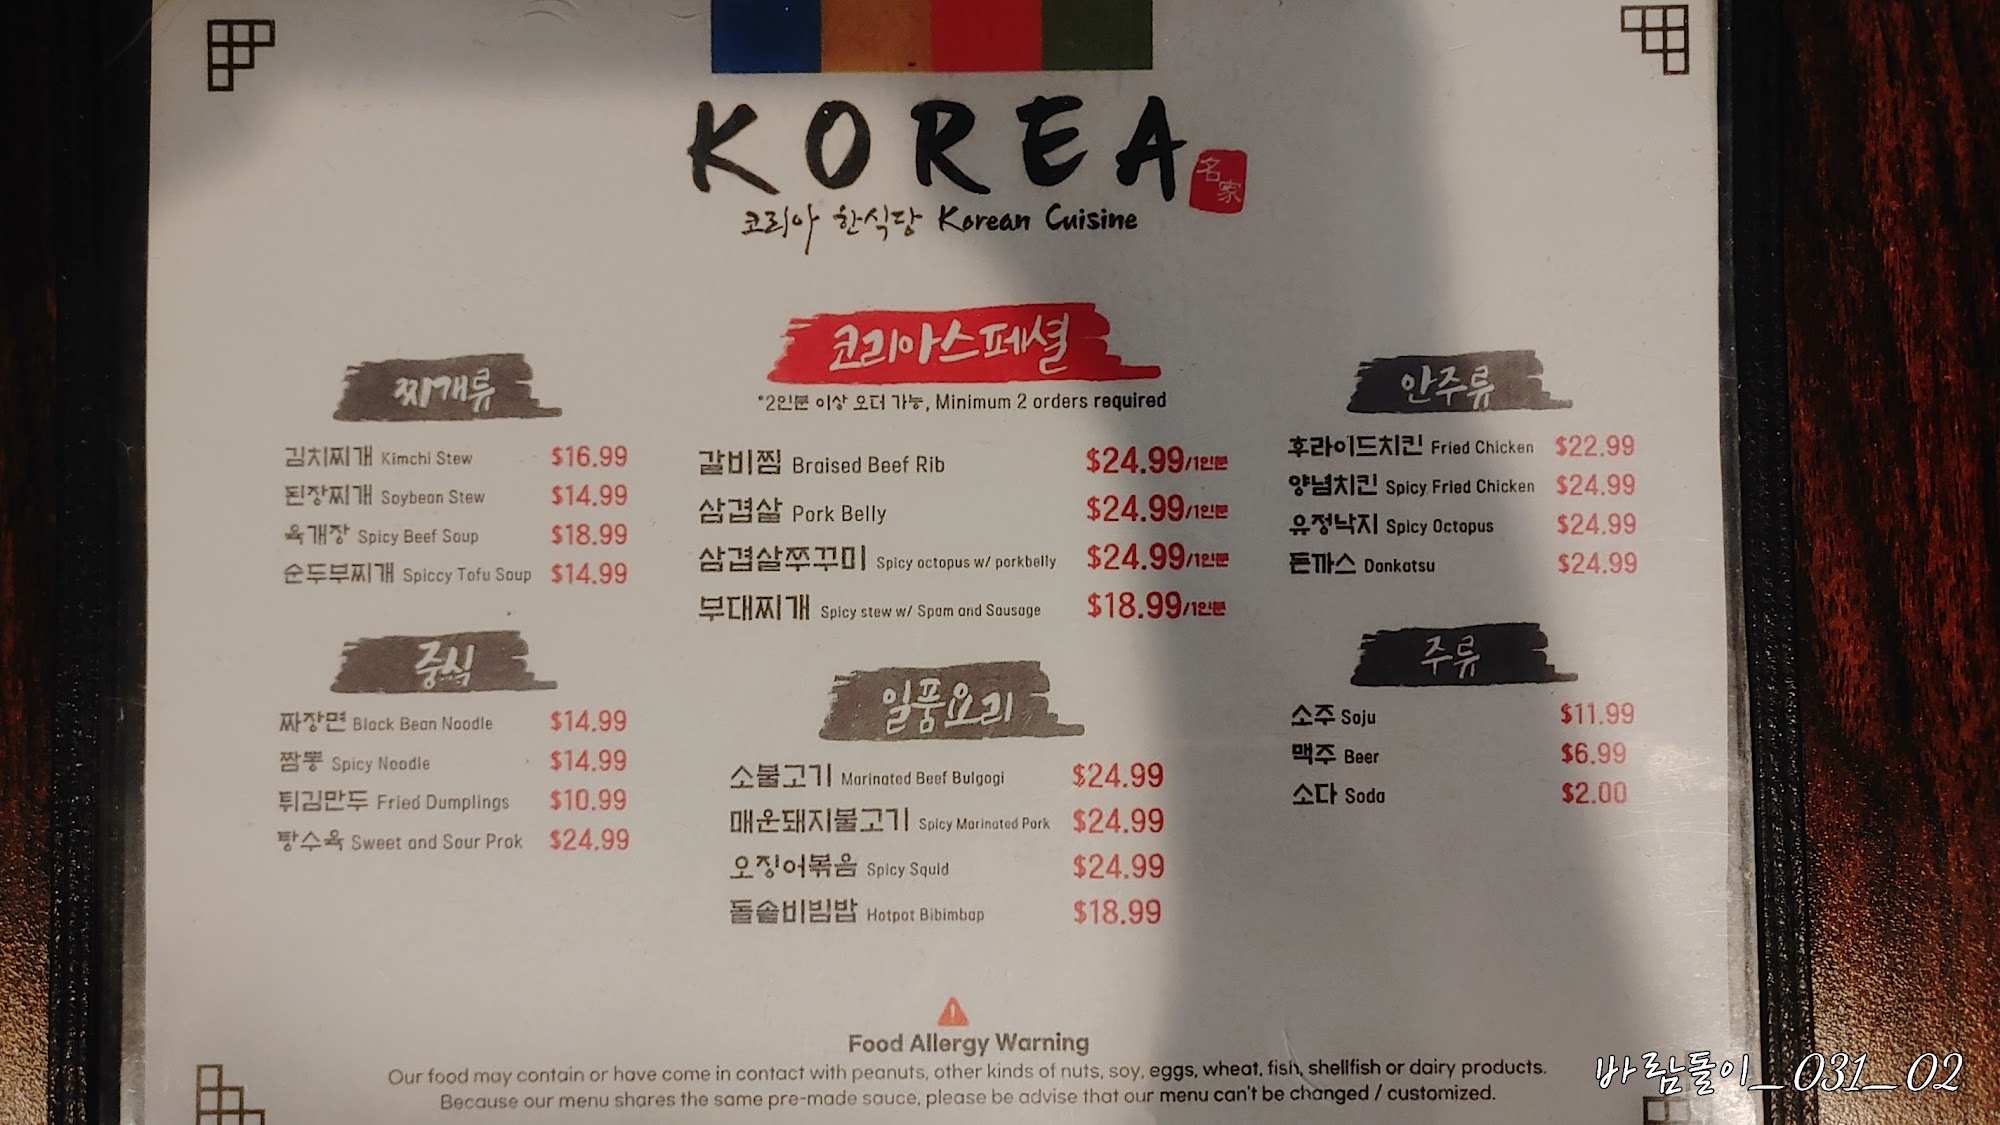 KOREA
名家
코리아 한식당 Korean Cuisine
찌개류
김치찌개 Kimchi Stew $16.99
된장찌개 Soybean Stew $14.99
육개장 Spicy Beef Soup $18.99
순두부찌개 Spiccy Tofu Soup $14.99
중식
짜장면 Black Bean Noodle $14.99
짬뽕 Spicy Noodle $14.99
튀김만두 Fried Dumplings $10.99
탕수육 Sweet and Sour Prok $24.99
코리아스페셜
*2인분 이상 오더 가능, Minimum 2 orders required
갈비찜 Braised Beef Rib $24.99/1인분
삼겹살 Pork Belly $24.99/1인분
삼겹살쭈꾸미 Spicy octopus w/ porkbelly $24.99/1인분
부대찌개 Spicy stew w/ Spam and Sausage $18.99/1인분
일품요리
소불고기 Marinated Beef Bulgogi $24.99
매운돼지불고기 Spicy Marinated Pork $24.99
오징어볶음 Spicy Squid $24.99
돌솥비빔밥 Hotpot Bibimbap $18.99
안주류
후라이드치킨 Fried Chicken $22.99
양념치킨 Spicy Fried Chicken $24.99
유정낙지 Spicy Octopus $24.99
돈까스 Donkatsu $24.99
주류
소주 Soju $11.99
맥주 Beer $6.99
소다 Soda $2.00
Food Allergy Warning
Our food may contain or have come in contact with peanuts, other kinds of nuts, soy, eggs, wheat, fish, shellfish or dairy products.
Because our menu shares the same pre-made sauce, please be advise that our menu can't be changed / customized.
바람돌이_031_02